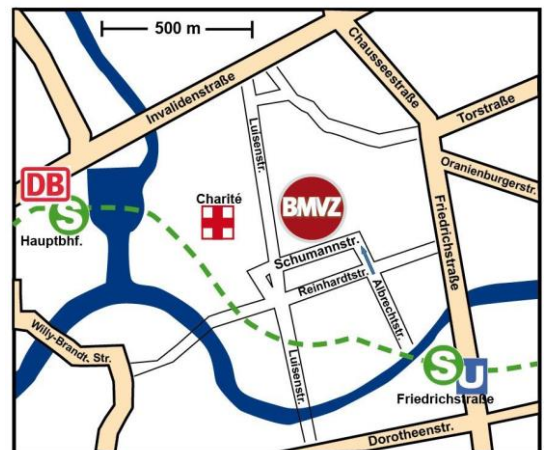 500 m
Invalidenstraße
Chausseestraße
Torstraße
Oranienburgerstr.
Luisenstr.
DB
S
Hauptbhf.
Charité
BMVZ
Friedrichstraße
Schumannstr.
Reinhardtstr.
Albrechtstr.
Willy-Brandt. Str.
Luisenstr.
S
U
Friedrichstraße
Dorotheenstr.